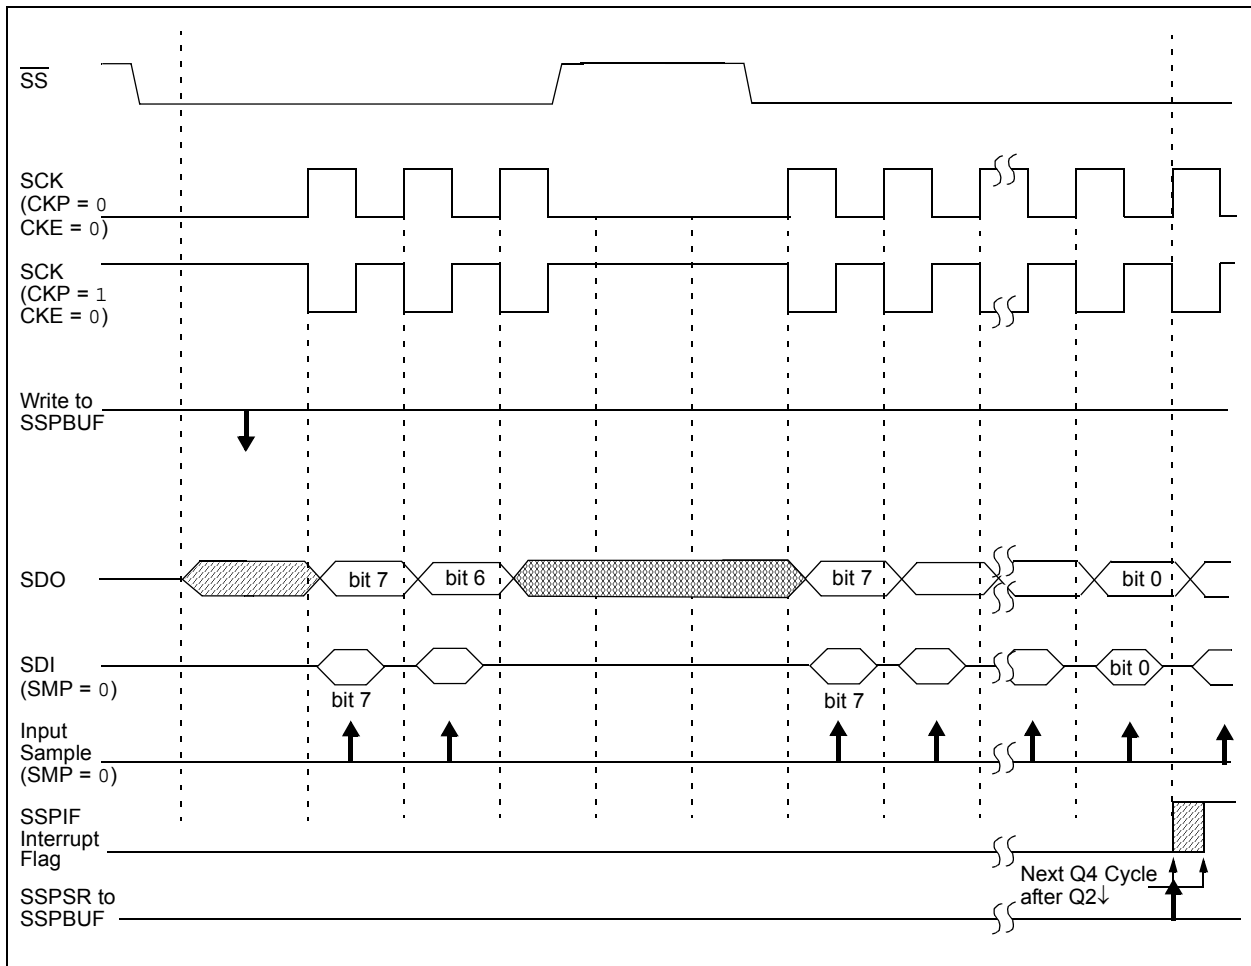 SS
SCK
(CKP = 0
CKE = 0)
SCK
(CKP = 1
CKE = 0)
Write to
SSPBUF
SDO
bit 7
bit 6
bit 7
bit 0
SDI
(SMP = 0)
bit 7
bit 7
bit 0
Input
Sample
(SMP = 0)
SSPIF
Interrupt
Flag
Next Q4 Cycle
after Q2↓
SSPSR to
SSPBUF